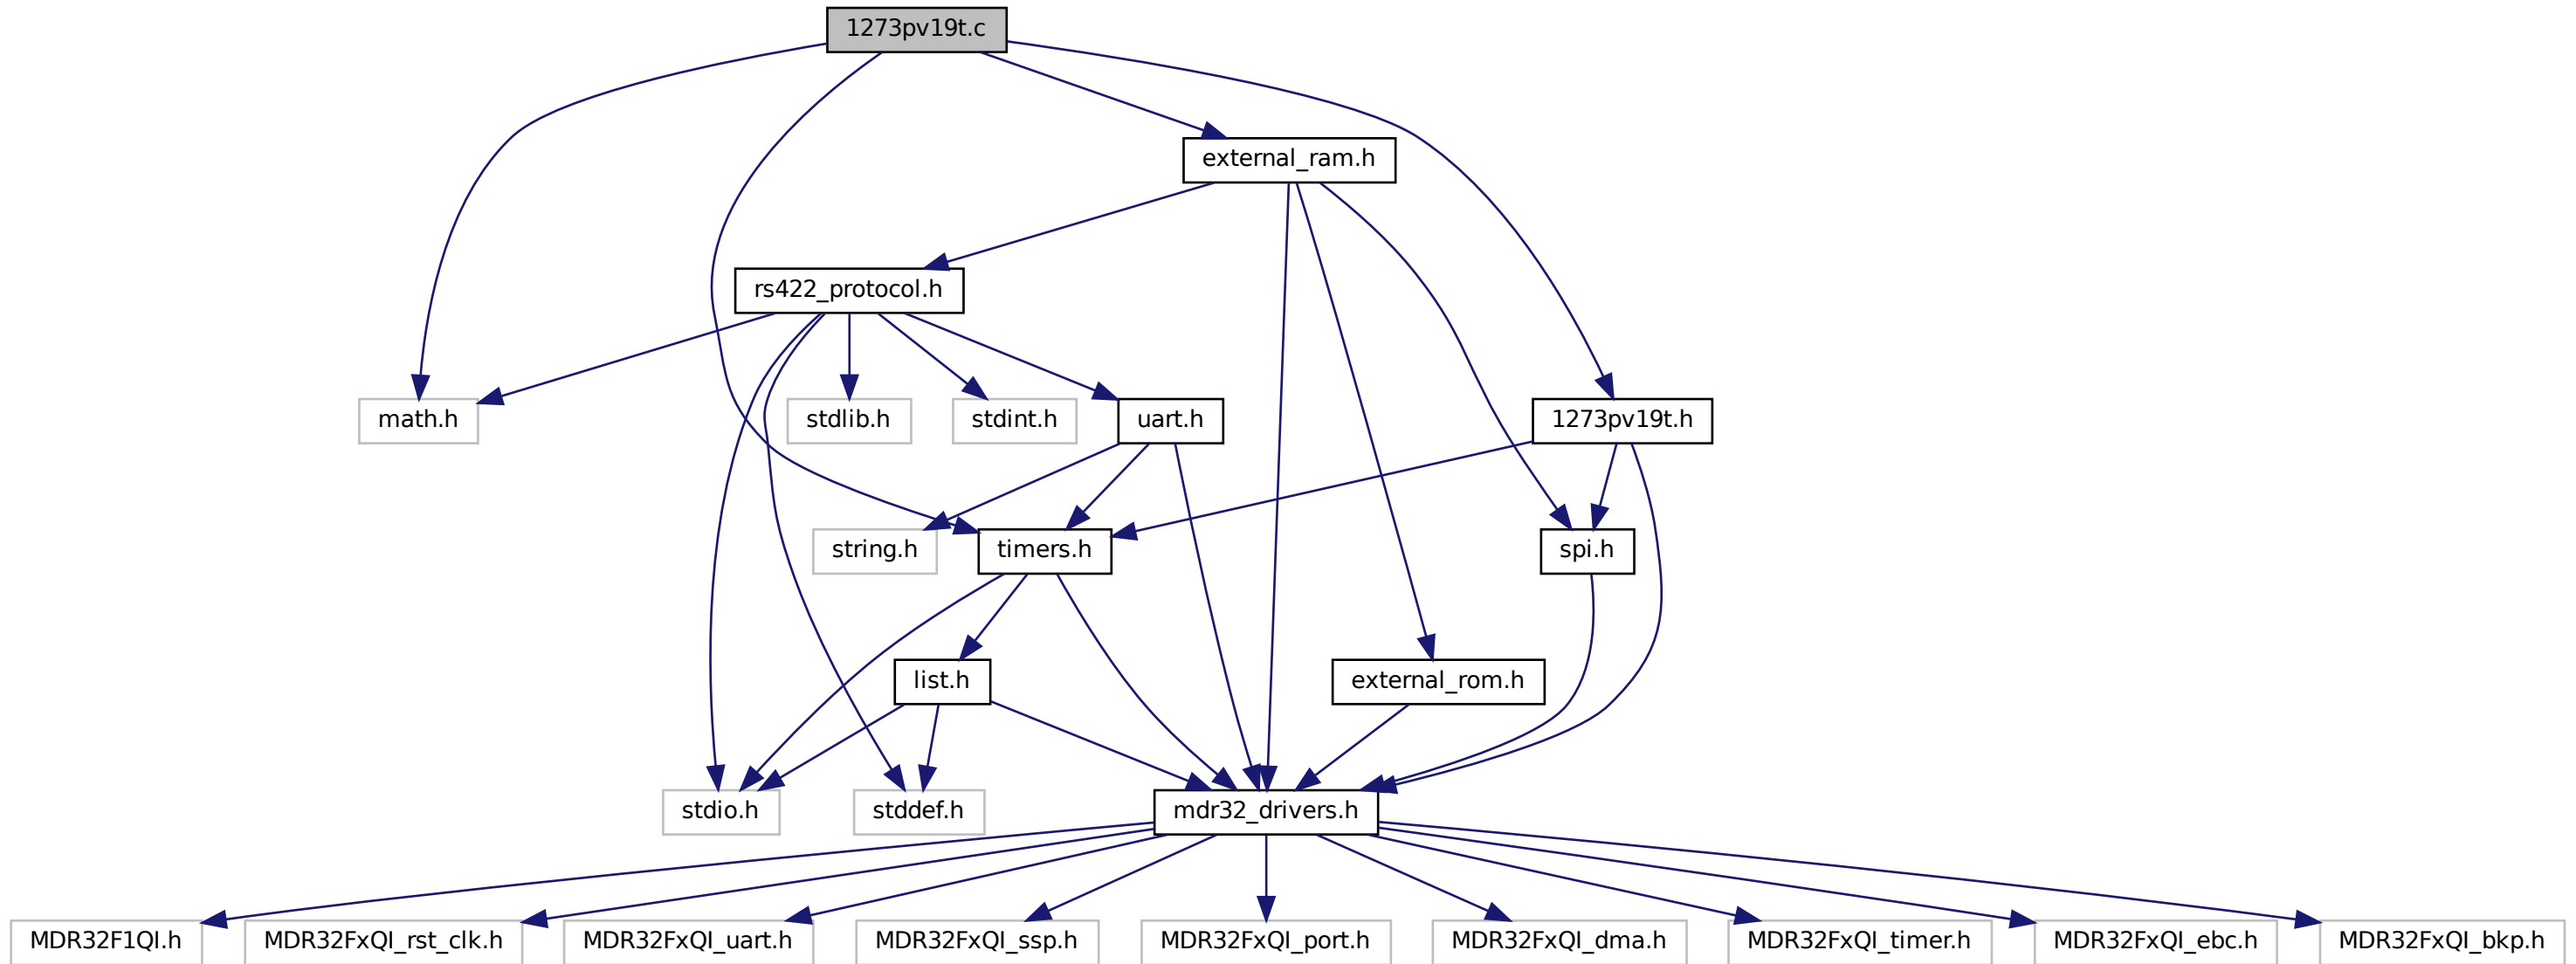 1273pv19t.c
external_ram.h
rs422_protocol.h
math.h
stdlib.h
stdint.h
uart.h
1273pv19t.h
string.h
timers.h
spi.h
list.h
external_rom.h
stdio.h
stddef.h
mdr32_drivers.h
MDR32F1QI.h
MDR32FxQI_rst_clk.h
MDR32FxQI_uart.h
MDR32FxQI_ssp.h
MDR32FxQI_port.h
MDR32FxQI_dma.h
MDR32FxQI_timer.h
MDR32FxQI_ebc.h
MDR32FxQI_bkp.h